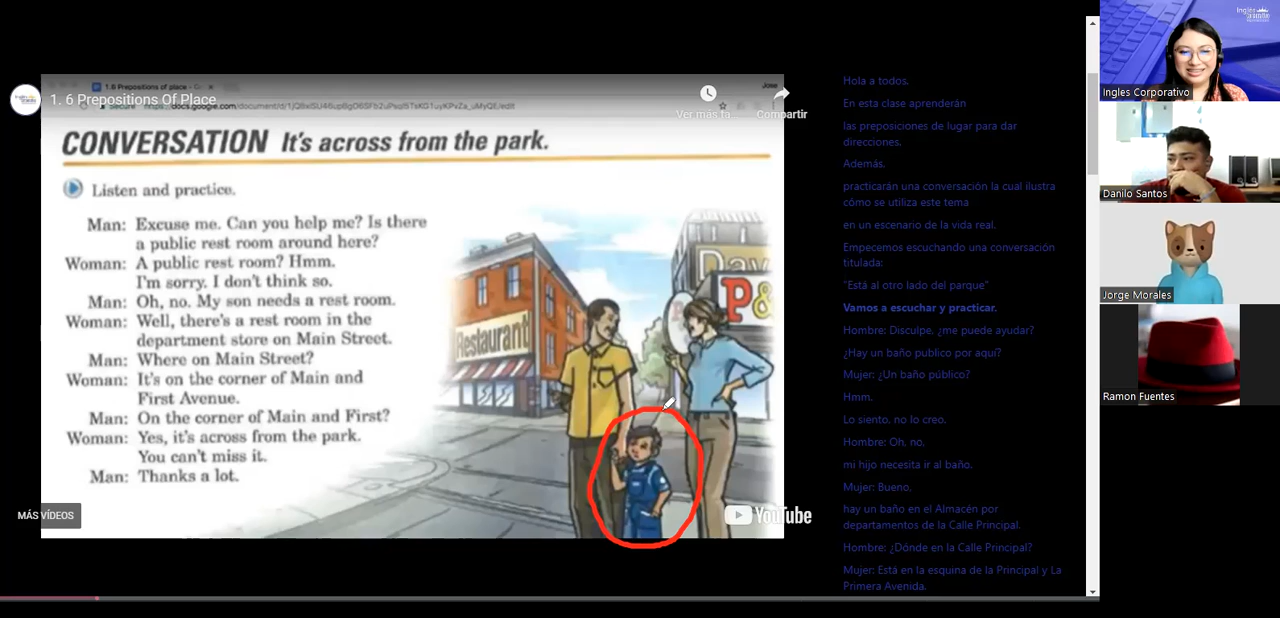 1.6 Prepositions of place
Jose
1. 6 Prepositions Of Place
Ver más ta
Compartir
CONVERSATION It's across from the park.
Listen and practice.
Man: Excuse me. Can you help me? Is there
a public rest room around here?
Woman: A public rest room? Hmm.
I'm sorry. I don't think so.
Man: Oh, no. My son needs a rest room.
Woman: Well, there's a rest room in the
department store on Main Street.
Man: Where on Main Street?
Woman: It's on the corner of Main and
First Avenue.
Man: On the corner of Main and First?
Woman: Yes, it's across from the park.
You can't miss it.
Man: Thanks a lot.
Restaurant
Dav
P&
MÁS VÍDEOS
YouTube
Hola a todos.
En esta clase aprenderán
las preposiciones de lugar para dar
direcciones.
Además.
practicarán una conversación la cual ilustra
cómo se utiliza este tema
en un escenario de la vida real.
Empecemos escuchando una conversación
titulada:
"Está al otro lado del parque"
Vamos a escuchar y practicar.
Hombre: Disculpe, ¿me puede ayudar?
¿Hay un baño publico por aquí?
Mujer: ¿Un baño público?
Hmm.
Lo siento, no lo creo.
Hombre: Oh, no,
mi hijo necesita ir al baño.
Mujer: Bueno,
hay un baño en el Almacén por
departamentos de la Calle Principal.
Hombre: ¿Dónde en la Calle Principal?
Mujer: Está en la esquina de la Principal y La
Primera Avenida.
Ingles Corporativo
Danilo Santos
Jorge Morales
Ramon Fuentes